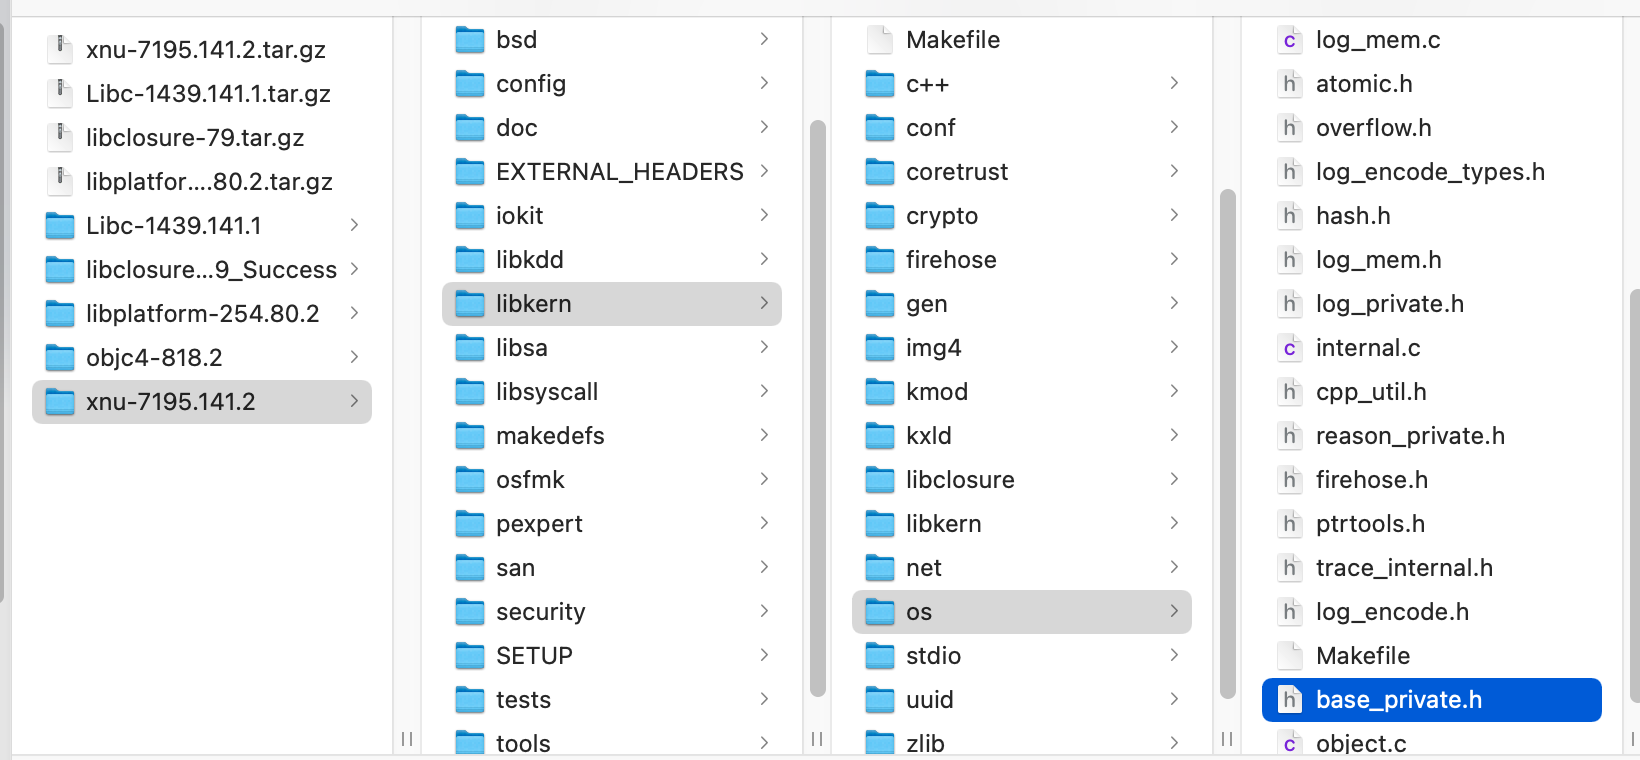 xnu-7195.141.2.tar.gz
Libc-1439.141.1.tar.gz
libclosure-79.tar.gz
libplatfor....80.2.tar.gz
Libc-1439.141.1
libclosure...9_Success
libplatform-254.80.2
objc4-818.2
xnu-7195.141.2
bsd
config
doc
EXTERNAL_HEADERS
iokit
libkdd
libkern
libsa
libsyscall
makedefs
osfmk
pexpert
san
security
SETUP
tests
tools
Makefile
c++
conf
coretrust
crypto
firehose
gen
img4
kmod
kxld
libclosure
libkern
net
os
stdio
uuid
zlib
c log_mem.c
h atomic.h
h overflow.h
h log_encode_types.h
h hash.h
h log_mem.h
h log_private.h
c internal.c
h cpp_util.h
h reason_private.h
h firehose.h
h ptrtools.h
h trace_internal.h
h log_encode.h
Makefile
h base_private.h
c object.c